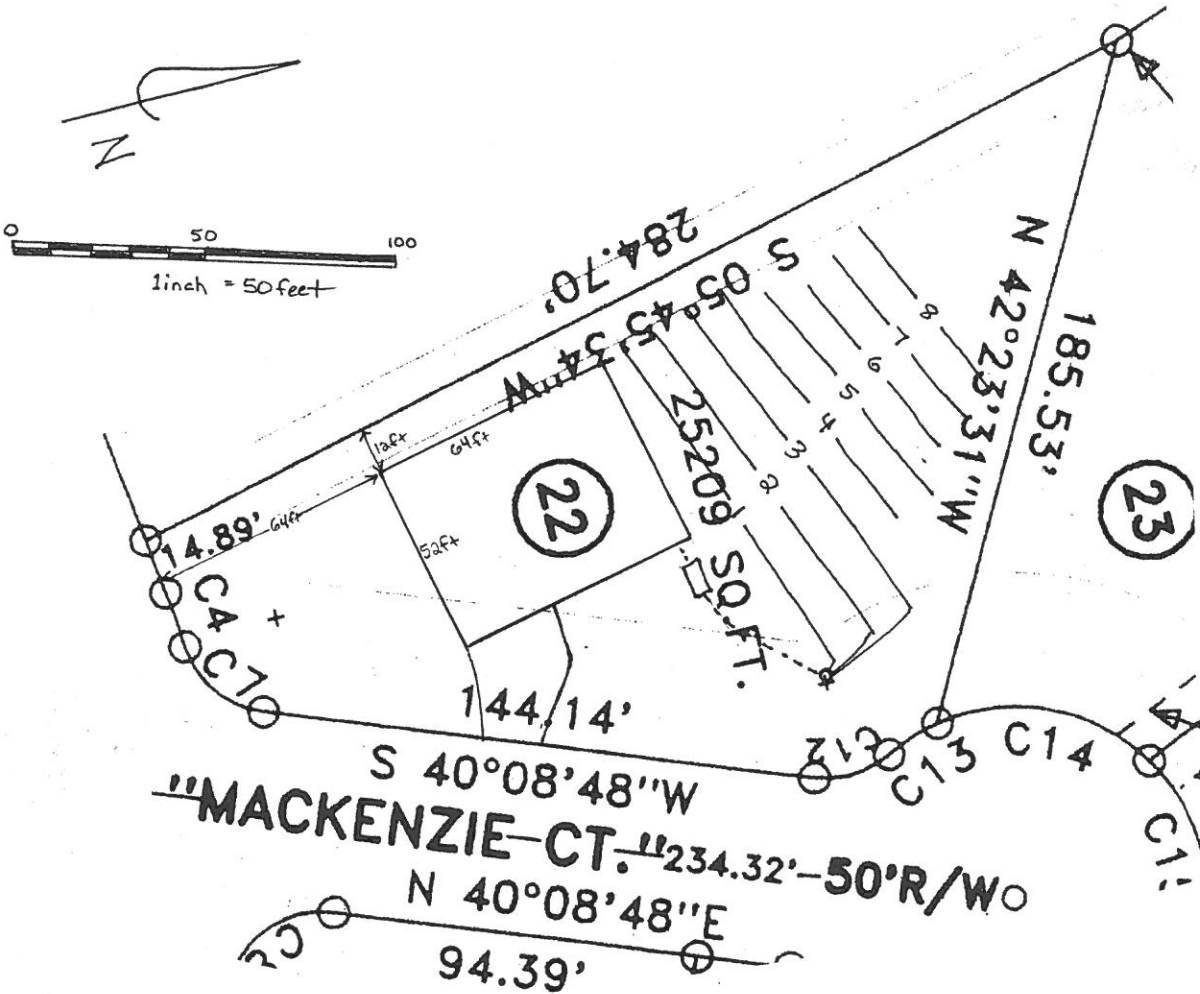 N
0 50 100
1inch = 50feet
284.70'
S 05°45'34"W
N 42°23'31"W
185.53'
12ft
64ft
64ft
52ft
14.89'
22
23
25209 SQ.FT.
1
2
3
4
5
6
7
8
C4
C7
144.14'
S 40°08'48"W
C12
C13
C14
"MACKENZIE CT." 234.32'-50'R/W
N 40°08'48"E
94.39'